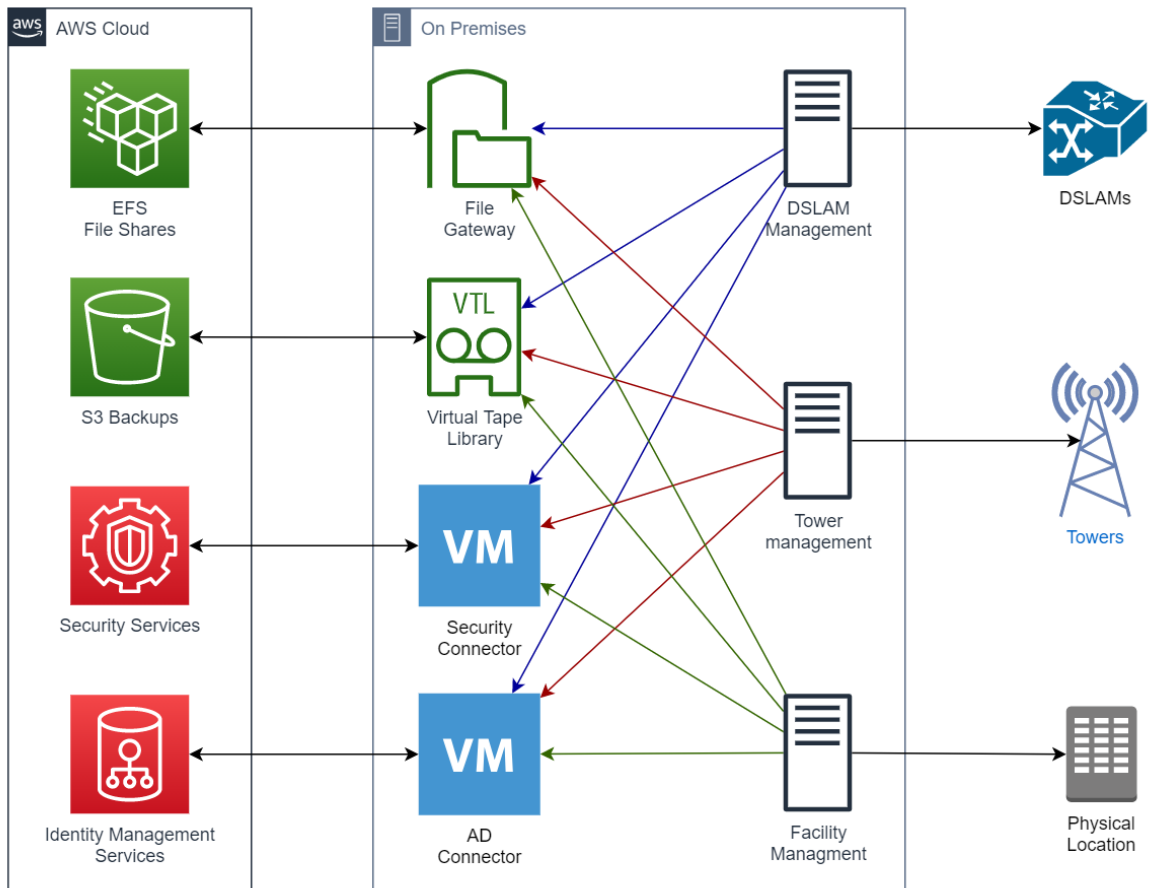 aws
AWS Cloud
On Premises
EFS
File Shares
File
Gateway
DSLAM
Management
DSLAMs
VTL
S3 Backups
Virtual Tape
Library
Tower
management
Towers
VM
Security Services
Security
Connector
VM
Identity Management
Services
AD
Connector
Facility
Managment
Physical
Location